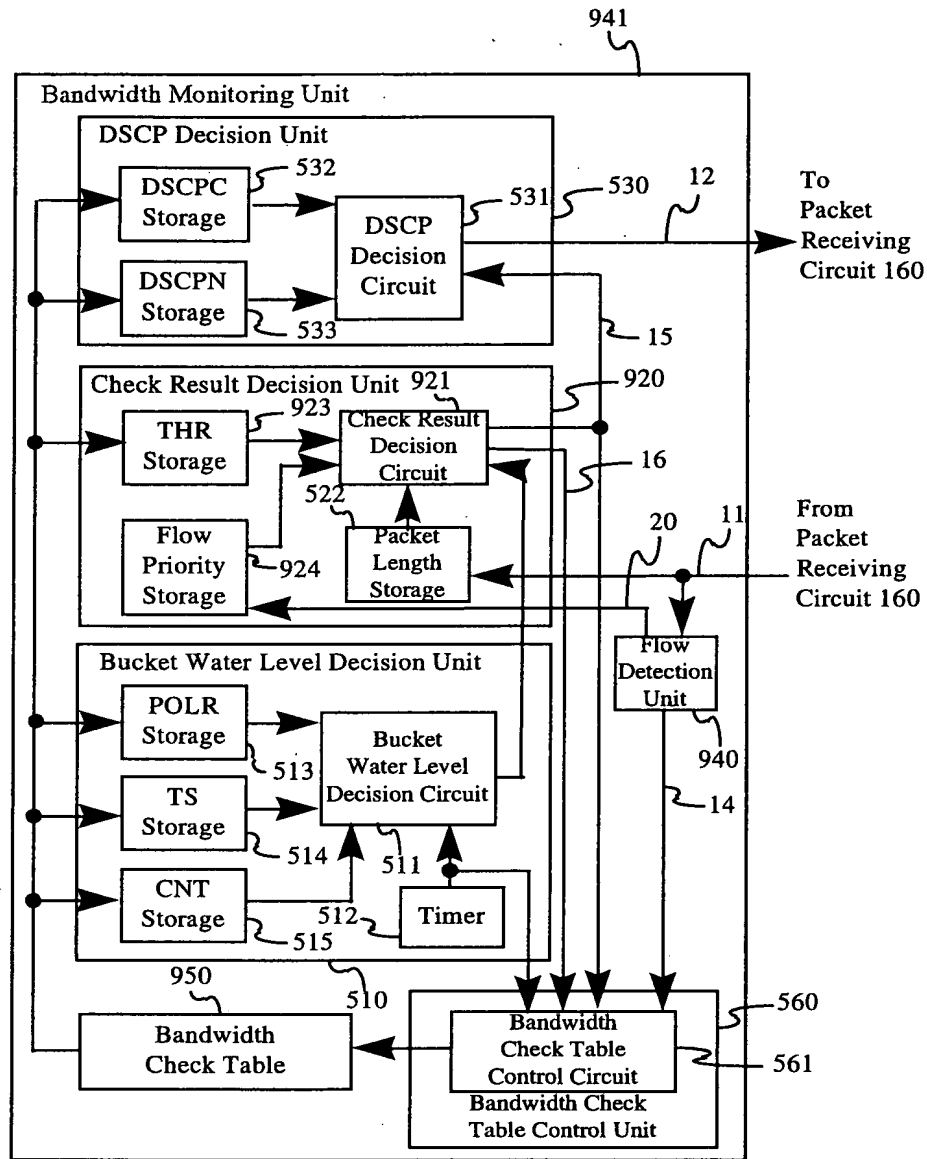 941
Bandwidth Monitoring Unit
DSCP Decision Unit
532
DSCPC
Storage
DSCP
Decision
Circuit
531
530
12
To
Packet
Receiving
Circuit 160
DSCPN
Storage
533
15
Check Result Decision Unit
921
920
THR
Storage
923
Check Result
Decision
Circuit
16
522
Flow
Priority
Storage
924
Packet
Length
Storage
20
11
From
Packet
Receiving
Circuit 160
Flow
Detection
Unit
940
Bucket Water Level Decision Unit
POLR
Storage
513
Bucket
Water Level
Decision Circuit
511
TS
Storage
514
14
CNT
Storage
515
512
Timer
510
950
Bandwidth
Check Table
560
Bandwidth
Check Table
Control Circuit
561
Bandwidth Check
Table Control Unit